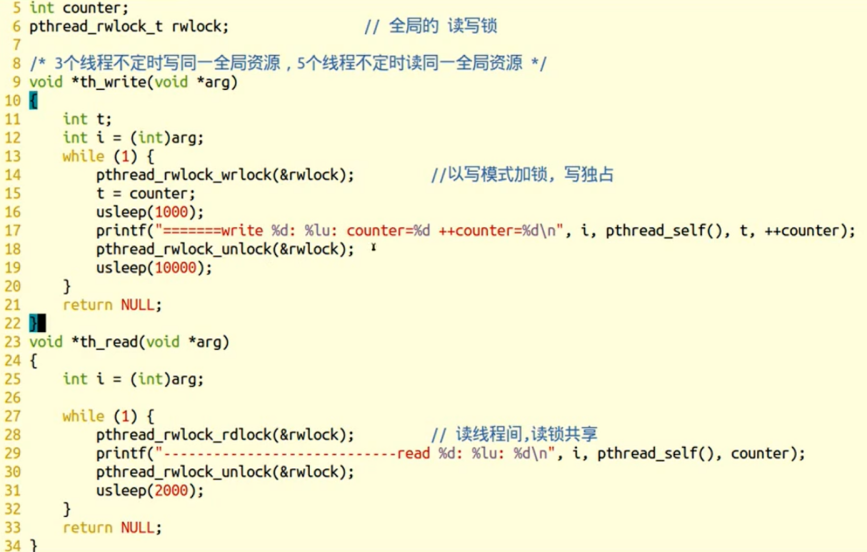 5 int counter;
6 pthread_rwlock_t rwlock;                // 全局的 读写锁
7
8 /* 3个线程不定时写同一全局资源，5个线程不定时读同一全局资源 */
9 void *th_write(void *arg)
10 {
11     int t;
12     int i = (int)arg;
13     while (1) {
14         pthread_rwlock_wrlock(&rwlock);         //以写模式加锁，写独占
15         t = counter;
16         usleep(1000);
17         printf("=======write %d: %lu: counter=%d ++counter=%d\n", i, pthread_self(), t, ++counter);
18         pthread_rwlock_unlock(&rwlock);
19         usleep(10000);
20     }
21     return NULL;
22 }
23 void *th_read(void *arg)
24 {
25     int i = (int)arg;
26
27     while (1) {
28         pthread_rwlock_rdlock(&rwlock);         // 读线程间,读锁共享
29         printf("----------------------------read %d: %lu: %d\n", i, pthread_self(), counter);
30         pthread_rwlock_unlock(&rwlock);
31         usleep(2000);
32     }
33     return NULL;
34 }